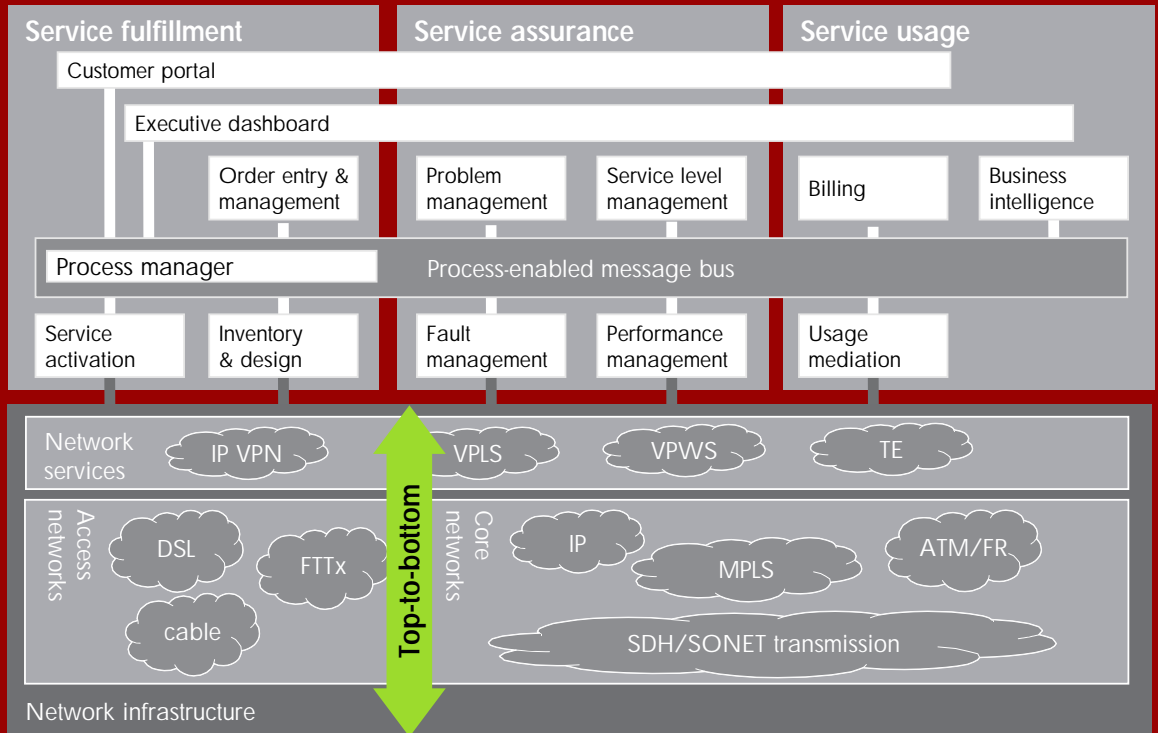 Service fulfillment
Service assurance
Service usage
Customer portal
Executive dashboard
Order entry &
management
Problem
management
Service level
management
Billing
Business
intelligence
Process manager
Process-enabled message bus
Service
activation
Inventory
& design
Fault
management
Performance
management
Usage
mediation
Network
services
IP VPN
VPLS
VPWS
TE
Access
networks
DSL
FTTx
cable
Top-to-bottom
Core
networks
IP
MPLS
ATM/FR
SDH/SONET transmission
Network infrastructure